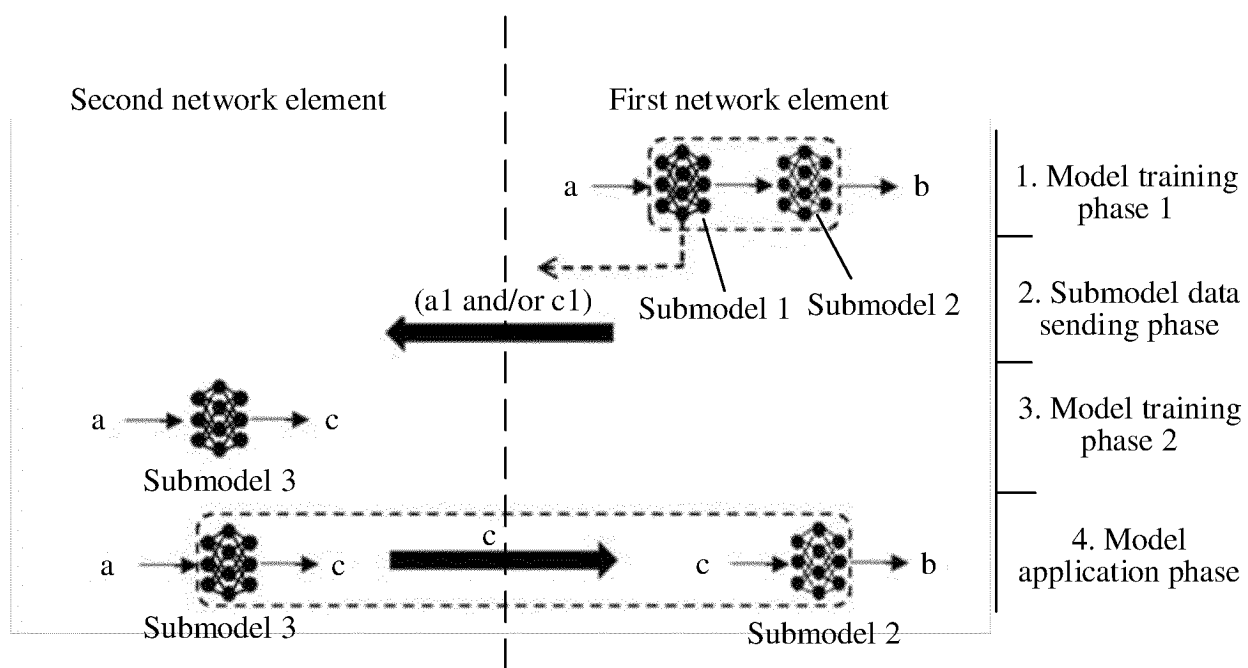 Second network element
First network element
a
b
1. Model training
phase 1
Submodel 1
Submodel 2
(a1 and/or c1)
2. Submodel data
sending phase
a
c
Submodel 3
3. Model training
phase 2
a
c
c
c
b
Submodel 3
Submodel 2
4. Model
application phase